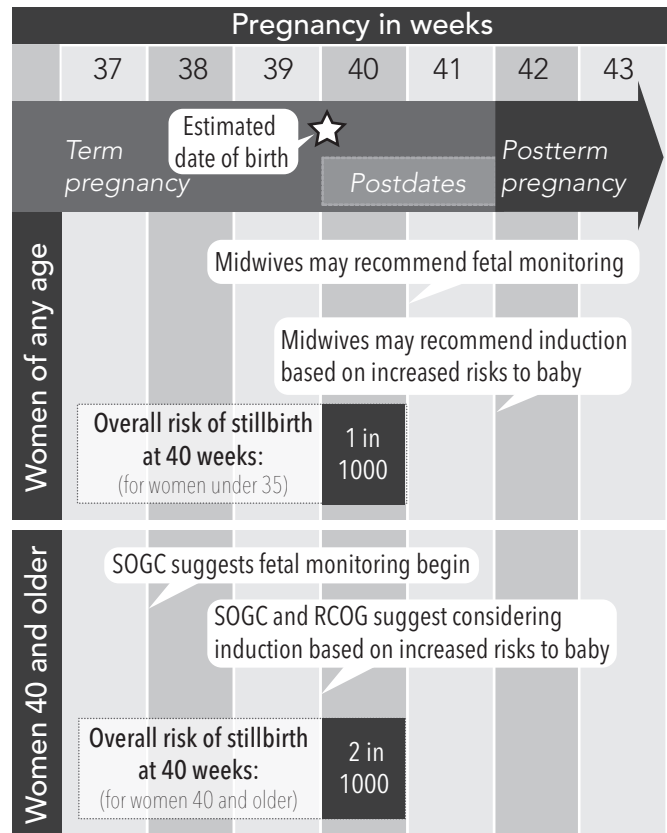 Pregnancy in weeks
37 38 39 40 41 42 43
Estimated
date of birth
Term
pregnancy
Postdates
Postterm
pregnancy
Women of any age
Midwives may recommend fetal monitoring
Midwives may recommend induction
based on increased risks to baby
Overall risk of stillbirth
at 40 weeks:
(for women under 35)
1 in
1000
Women 40 and older
SOGC suggests fetal monitoring begin
SOGC and RCOG suggest considering
induction based on increased risks to baby
Overall risk of stillbirth
at 40 weeks:
(for women 40 and older)
2 in
1000